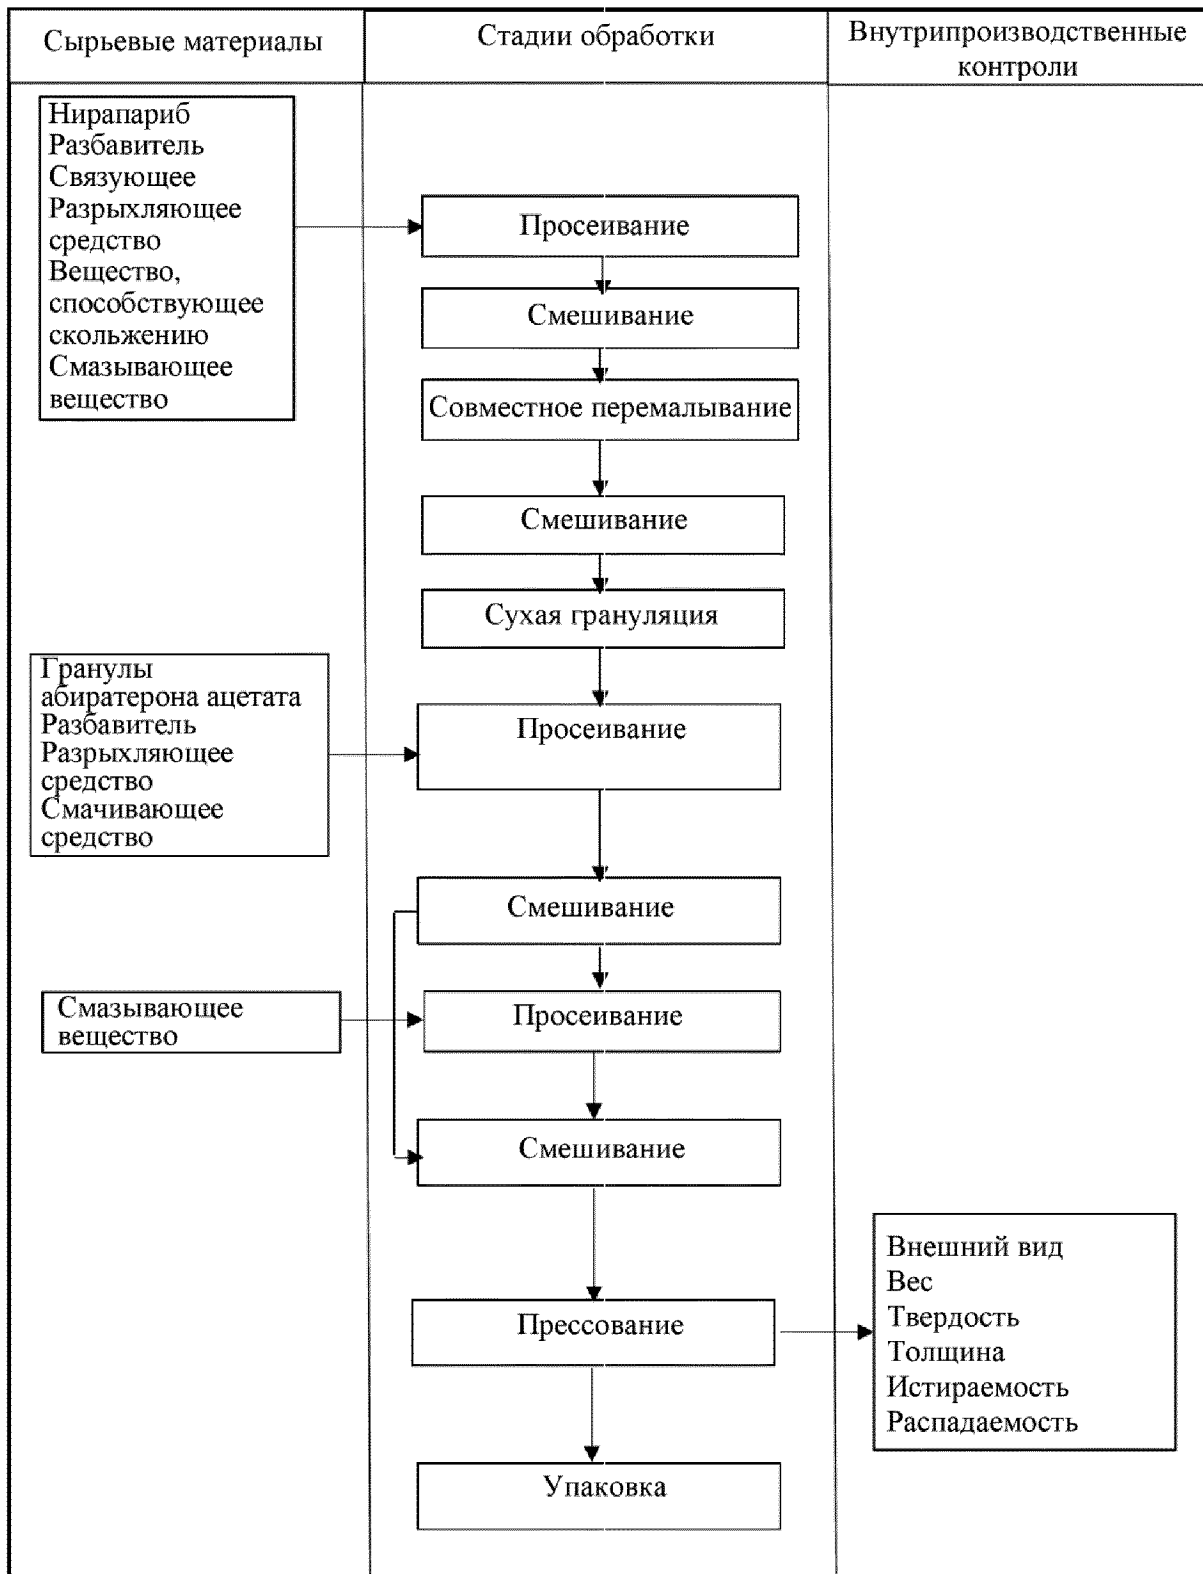 Сырьевые материалы
Стадии обработки
Внутрипроизводственные
контроли
Нирапариб
Разбавитель
Связующее
Разрыхляющее
средство
Вещество,
способствующее
скольжению
Смазывающее
вещество
Просеивание
Смешивание
Совместное перемалывание
Смешивание
Сухая грануляция
Гранулы
абиратерона ацетата
Разбавитель
Разрыхляющее
средство
Смачивающее
средство
Просеивание
Смешивание
Смазывающее
вещество
Просеивание
Смешивание
Прессование
Внешний вид
Вес
Твердость
Толщина
Истираемость
Распадаемость
Упаковка